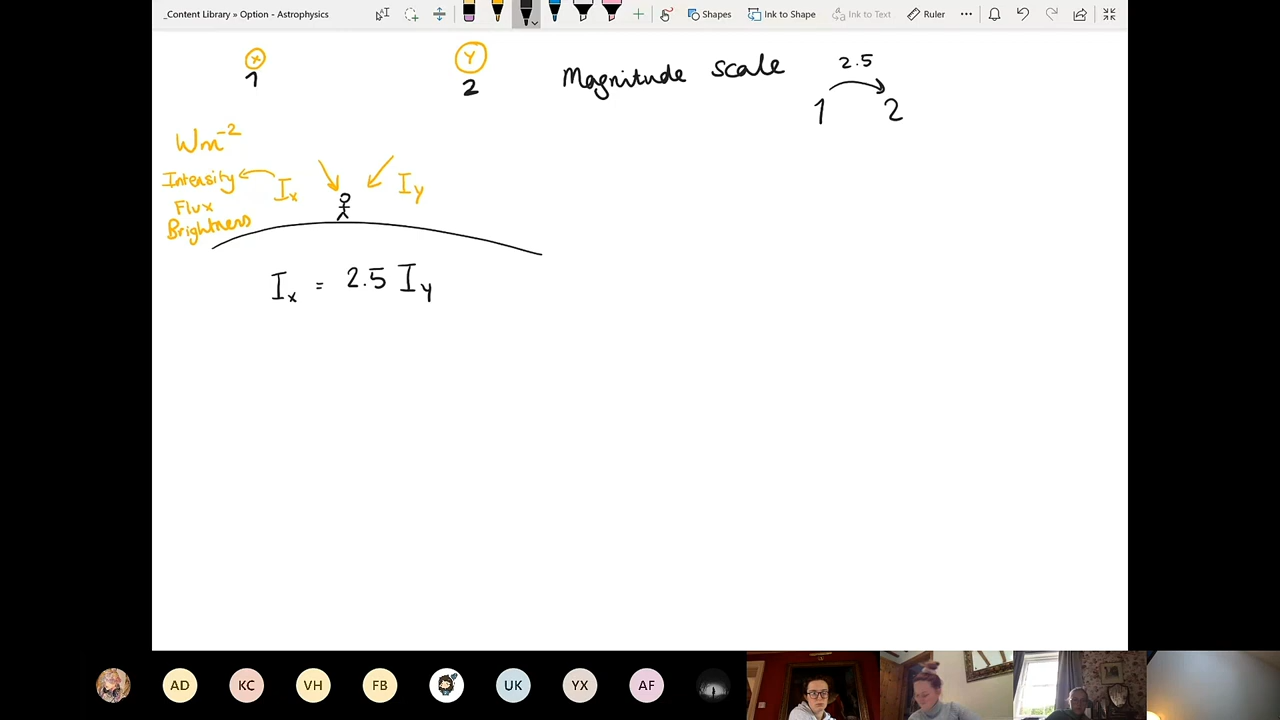 _Content Library » Option - Astrophysics
Shapes
Ink to Shape
Ink to Text
Ruler
X
1
Y
2
Magnitude scale
2.5
1 2
Wm⁻²
Intensity
Flux
Brightness
Iₓ
I_y
Iₓ = 2.5 I_y
AD
KC
VH
FB
UK
YX
AF